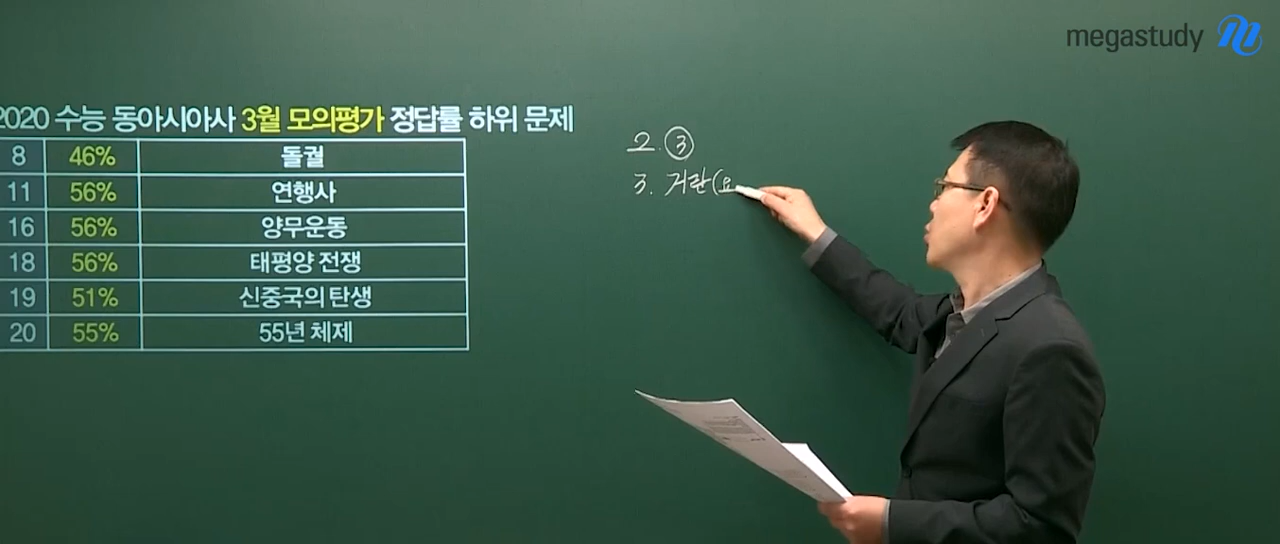 megastudy
2020 수능 동아시아사 3월 모의평가 정답률 하위 문제
8 46% 돌궐
11 56% 연행사
16 56% 양무운동
18 56% 태평양 전쟁
19 51% 신중국의 탄생
20 55% 55년 체제
2. ③
3. 거란(요